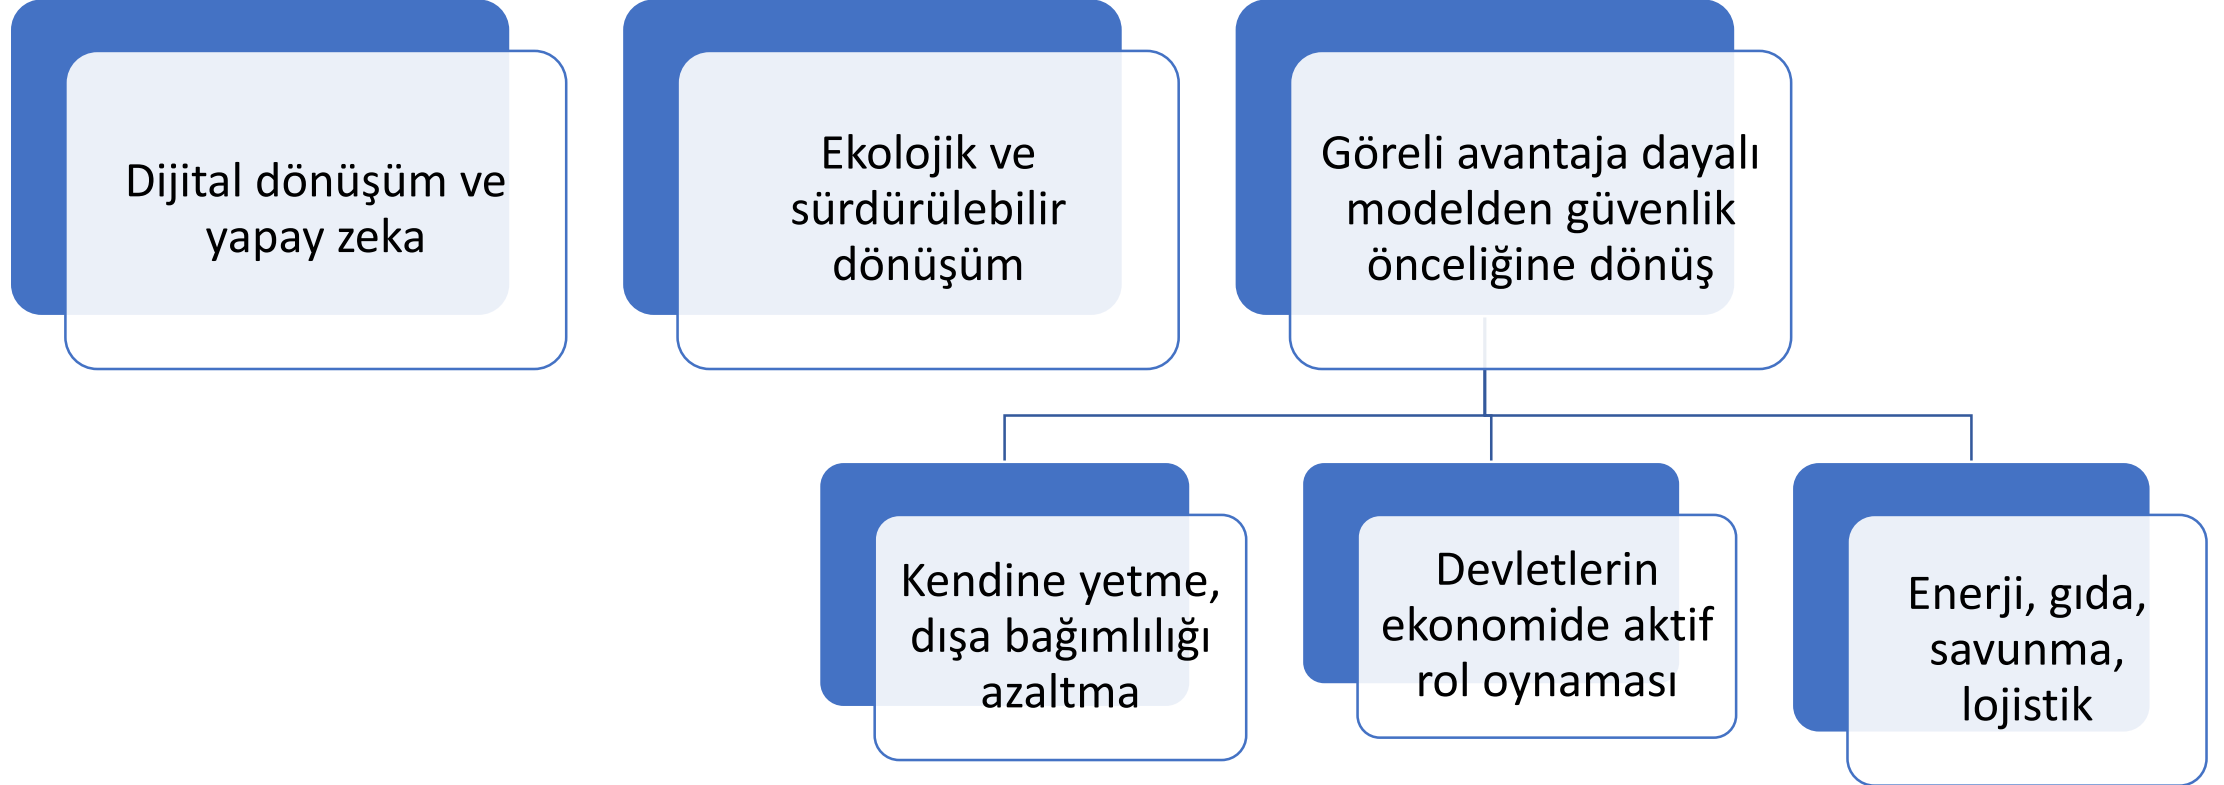 Dijital dönüşüm ve
yapay zeka
Ekolojik ve
sürdürülebilir
dönüşüm
Göreli avantaja dayalı
modelden güvenlik
önceliğine dönüş
Kendine yetme,
dışa bağımlılığı
azaltma
Devletlerin
ekonomide aktif
rol oynaması
Enerji, gıda,
savunma,
lojistik